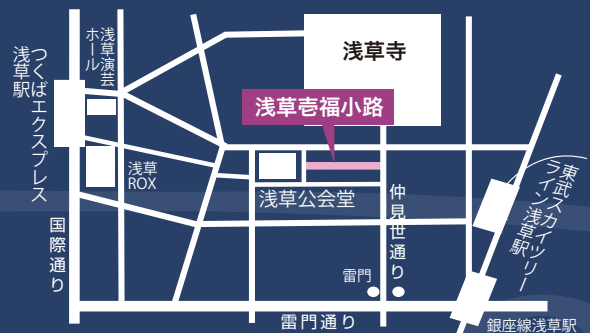 つくばエクスプレス
浅草駅
浅草演芸
ホール
浅草寺
浅草壱福小路
浅草
ROX
浅草公会堂
国際通り
仲見世通り
雷門
雷門通り
東武スカイツリー
ライン浅草駅
銀座線浅草駅